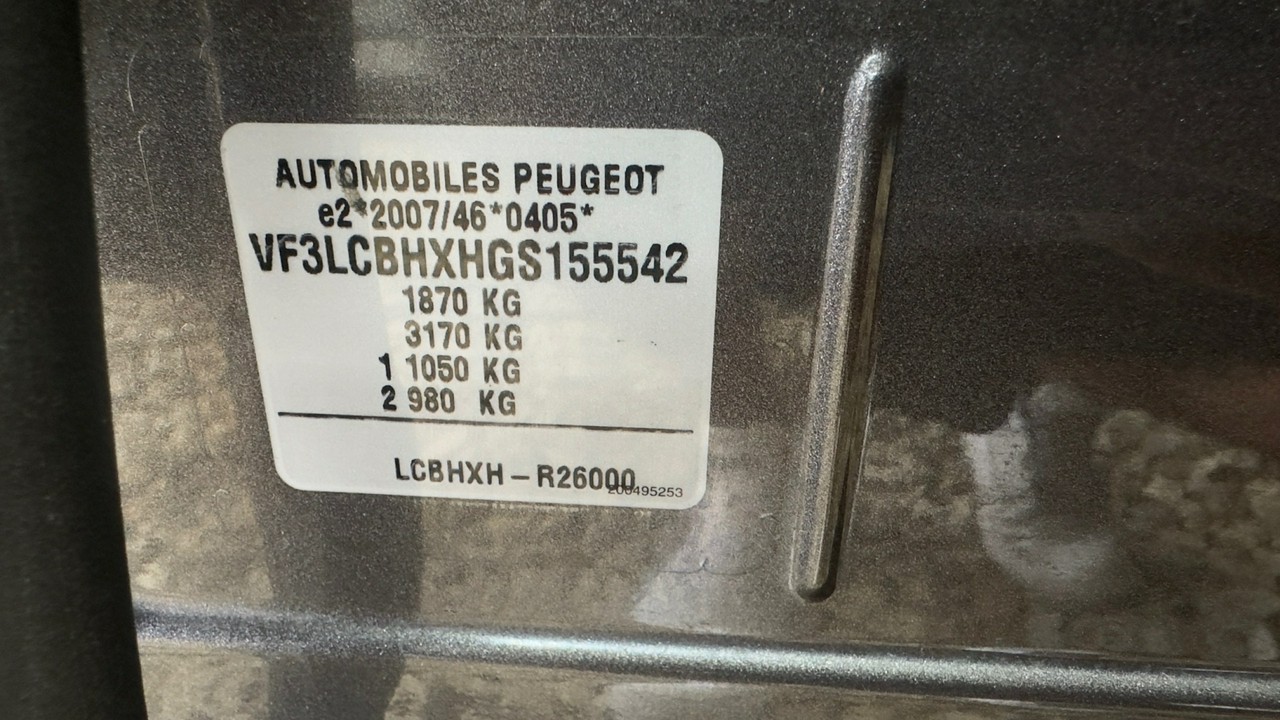 AUTOMOBILES PEUGEOT
e2*2007/46*0405*
VF3LCBHXHGS155542
1870 KG
3170 KG
1 1050 KG
2 980 KG
LCBHXH – R26000
200495253